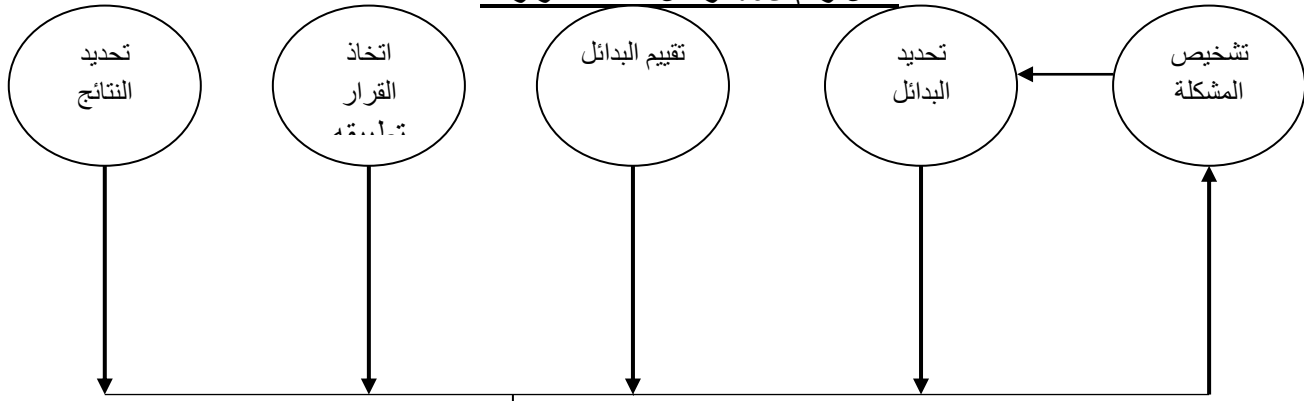 تشخيص
المشكلة
تحديد
البدائل
تقييم البدائل
اتخاذ
القرار
تحديد
النتائج